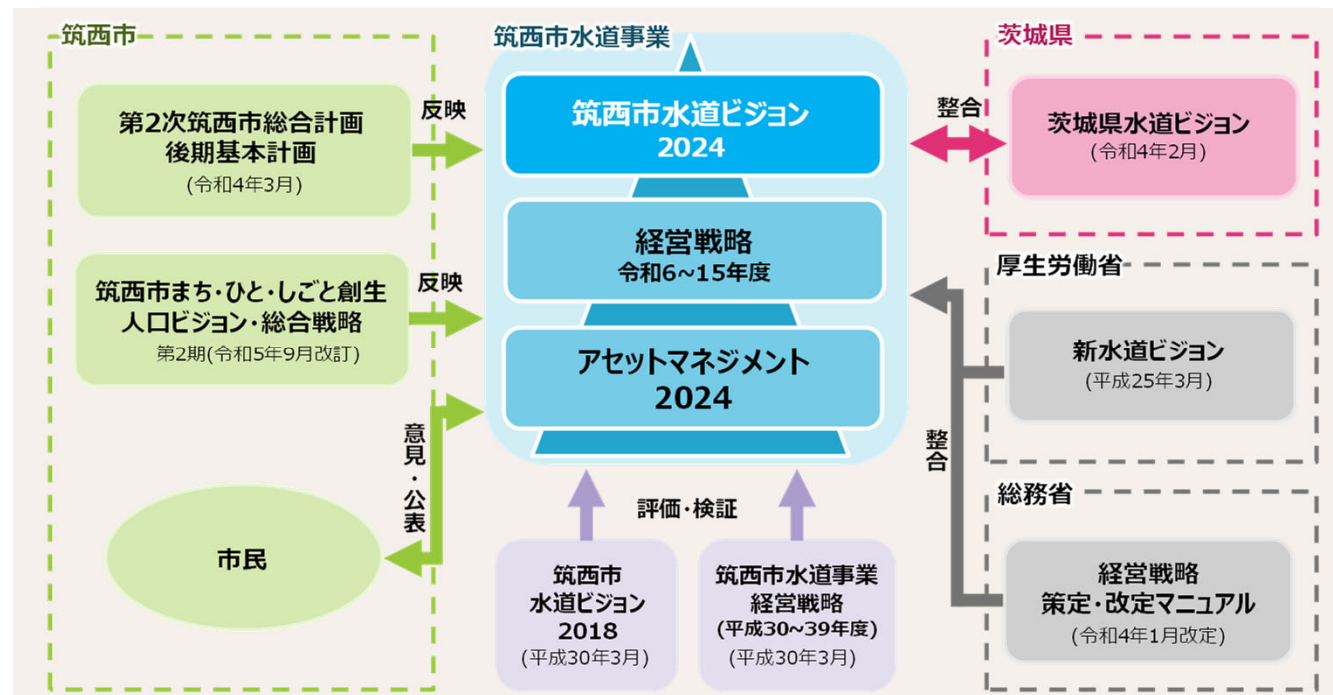 筑西市
第2次筑西市総合計画
後期基本計画
(令和4年3月)
反映
筑西市まち・ひと・しごと創生
人口ビジョン・総合戦略
第2期(令和5年9月改訂)
反映
意見・公表
市民
筑西市水道事業
筑西市水道ビジョン
2024
経営戦略
令和6~15年度
アセットマネジメント
2024
評価・検証
筑西市
水道ビジョン
2018
(平成30年3月)
筑西市水道事業
経営戦略
(平成30~39年度)
(平成30年3月)
茨城県
整合
茨城県水道ビジョン
(令和4年2月)
厚生労働省
新水道ビジョン
(平成25年3月)
整合
総務省
経営戦略
策定・改定マニュアル
(令和4年1月改定)